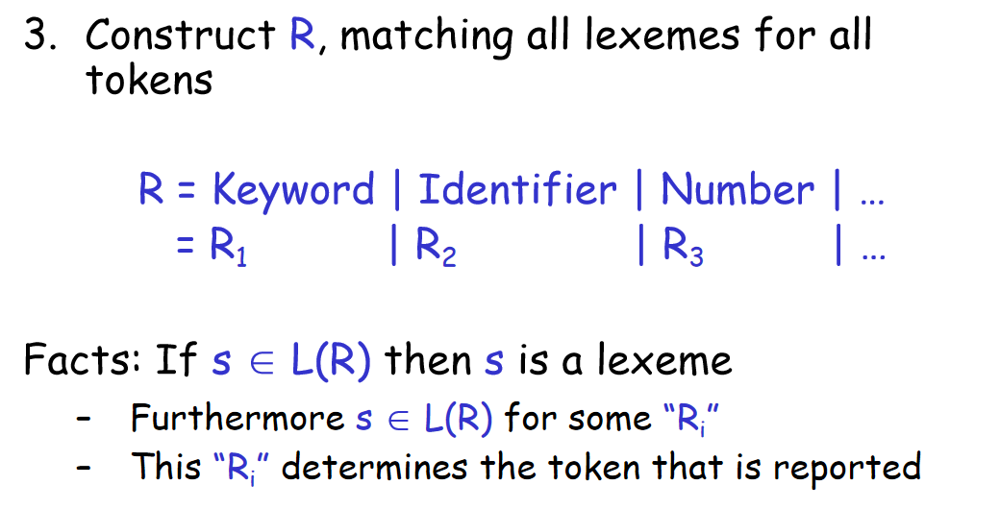 3. Construct R, matching all lexemes for all
tokens
R = Keyword | Identifier | Number | ...
= R₁ | R₂ | R₃ | ...
Facts: If s ∈ L(R) then s is a lexeme
- Furthermore s ∈ L(R) for some “Rᵢ”
- This “Rᵢ” determines the token that is reported